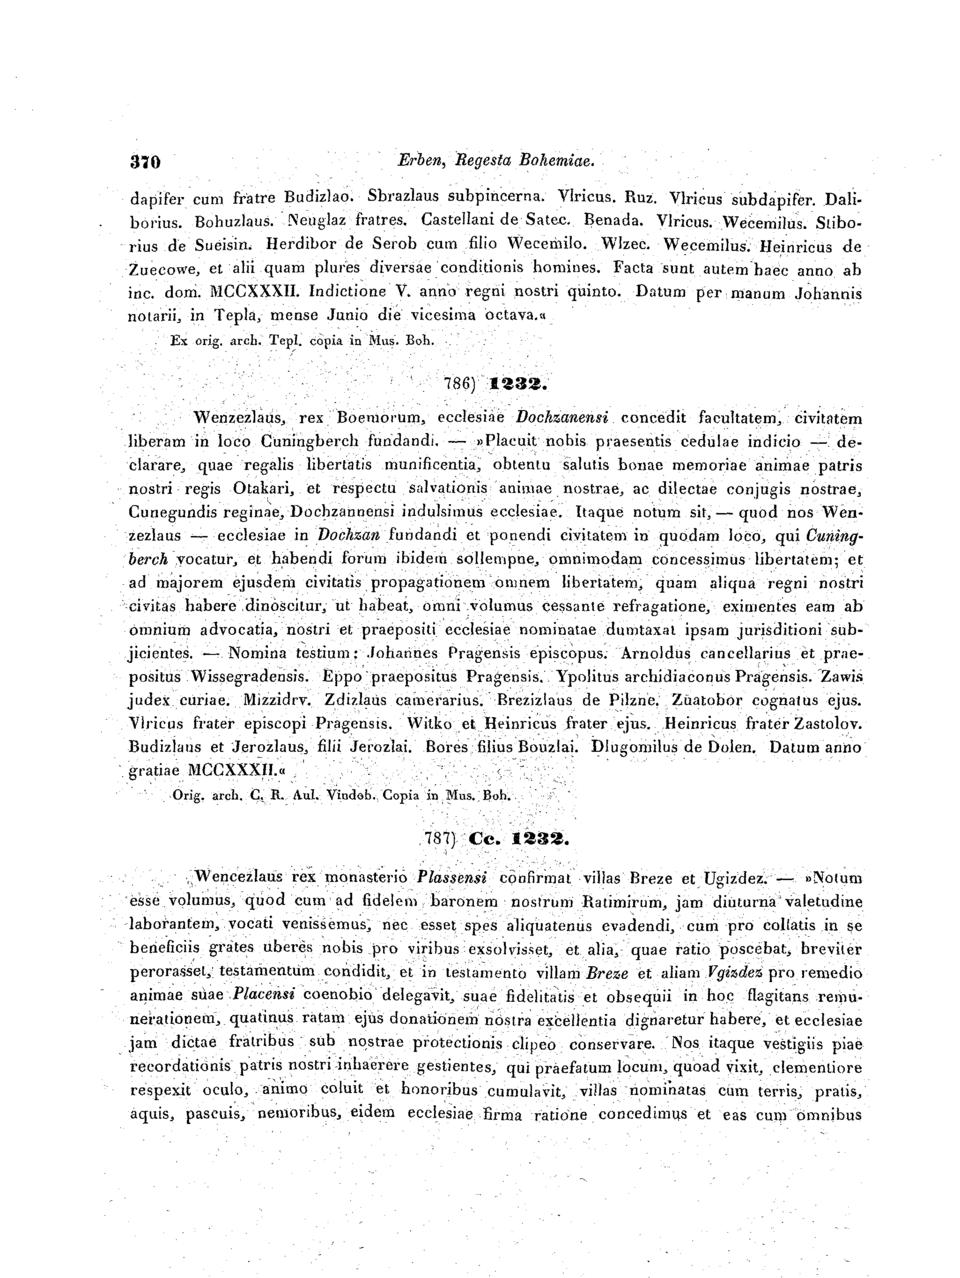 370 Erben, Regesta Bohemiae.
dapifer cum fratre Budizlao. Sbrazlaus subpincerna. Vlricus. Ruz. Vlricus subdapifer. Dali-
borius. Bohuzlaus. Neuglaz fratres. Castellani de Satec. Benada. Vlricus. Wecemilus. Stibo-
rius de Sueisin. Herdibor de Serob cum filio Wecemilo. Wlzec. Wecemilus. Heinricus de
Zuecowe, et alii quam plures diversae conditionis homines. Facta sunt autem haec anno ab
inc. dom. MCCXXXII. Indictione V. anno regni nostri quinto. Datum per manum Johannis
notarii, in Tepla, mense Junio die vicesima octava.«
Ex orig. arch. Tepl. copia in Mus. Boh.
786) 1232.
Wenzezlaus, rex Boemorum, ecclesiae Dochzanensi concedit facultatem, civitatem
liberam in loco Cuningberch fundandi. — »Placuit nobis praesentis cedulae indicio — de-
clarare, quae regalis libertatis munificentia, obtentu salutis bonae memoriae animae patris
nostri regis Otakari, et respectu salvationis animae nostrae, ac dilectae conjugis nostrae,
Cunegundis reginae, Dochzannensi indulsimus ecclesiae. Itaque notum sit, — quod nos Wen-
zezlaus — ecclesiae in Dochzan fundandi et ponendi civitatem in quodam loco, qui Cuning-
berch vocatur, et habendi forum ibidem sollempne, omnimodam concessimus libertatem; et
ad majorem ejusdem civitatis propagationem omnem libertatem, quam aliqua regni nostri
civitas habere dinoscitur, ut habeat, omni volumus cessante refragatione, eximentes eam ab
omnium advocatia, nostri et praepositi ecclesiae nominatae dumtaxat ipsam jurisditioni sub-
jicientes. — Nomina testium: Johannes Pragensis episcopus. Arnoldus cancellarius et prae-
positus Wissegradensis. Eppo praepositus Pragensis. Ypolitus archidiaconus Pragensis. Zawis
judex curiae. Mizzidrv. Zdizlaus camerarius. Brezizlaus de Pilzne. Zuatobor cognatus ejus.
Vlricus frater episcopi Pragensis. Witko et Heinricus frater ejus. Heinricus frater Zastolov.
Budizlaus et Jerozlaus, filii Jerozlai. Bores filius Bouzlai. Dlugomilus de Dolen. Datum anno
gratiae MCCXXXII.«
Orig. arch. C. R. Aul. Vindob. Copia in Mus. Boh.
787) Cc. 1232.
Wencezlaus rex monasterio Plassensi confirmat villas Breze et Ugizdez. — »Notum
esse volumus, quod cum ad fidelem baronem nostrum Ratimirum, jam diuturna valetudine
laborantem, vocati venissemus, nec esset spes aliquatenus evadendi, cum pro collatis in se
beneficiis grates uberes nobis pro viribus exsolvisset, et alia, quae ratio poscebat, breviter
perorasset, testamentum condidit, et in testamento villam Breze et aliam Vgizdez pro remedio
animae suae Placensi coenobio delegavit, suae fidelitatis et obsequii in hoc flagitans remu-
nerationem, quatinus ratam ejus donationem nostra excellentia dignaretur habere, et ecclesiae
jam dictae fratribus sub nostrae protectionis clipeo conservare. Nos itaque vestigiis piae
recordationis patris nostri inhaerere gestientes, qui praefatum locum, quoad vixit, clementiore
respexit oculo, animo coluit et honoribus cumulavit, villas nominatas cum terris, pratis,
aquis, pascuis, nemoribus, eidem ecclesiae firma ratione concedimus et eas cum omnibus